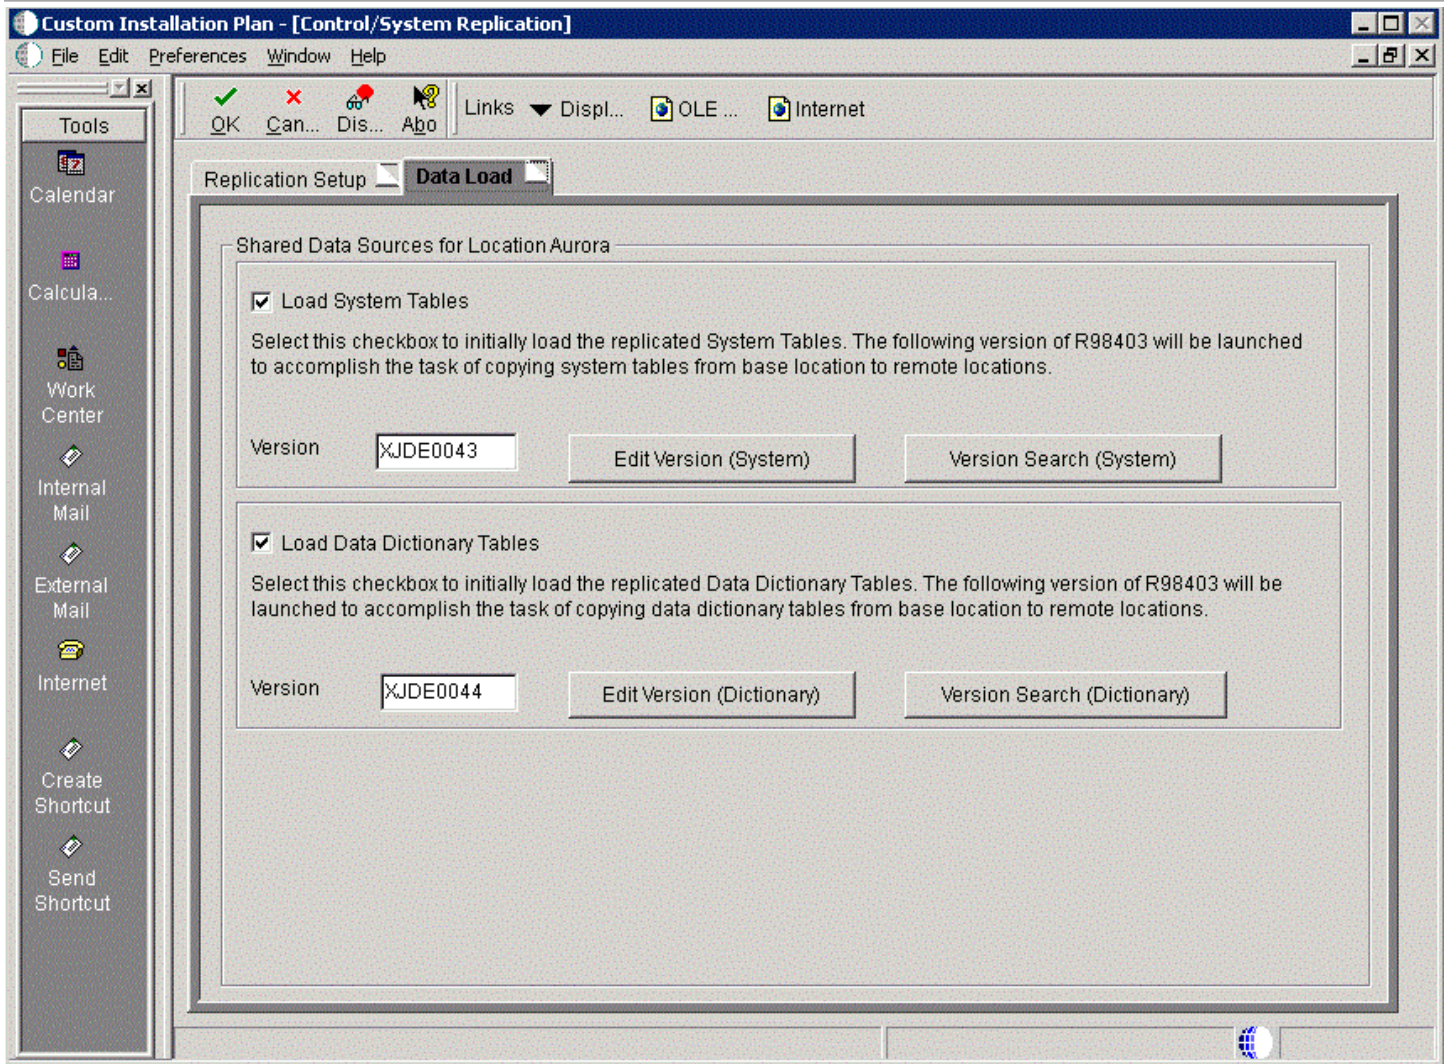 Custom Installation Plan - [Control/System Replication]
File Edit Preferences Window Help
Tools
Calendar
Calcula...
Work
Center
Internal
Mail
External
Mail
Internet
Create
Shortcut
Send
Shortcut
OK Can... Dis... Abo Links Displ... OLE ... Internet
Replication Setup Data Load
Shared Data Sources for Location Aurora
Load System Tables
Select this checkbox to initially load the replicated System Tables. The following version of R98403 will be launched
to accomplish the task of copying system tables from base location to remote locations.
Version XJDE0043 Edit Version (System) Version Search (System)
Load Data Dictionary Tables
Select this checkbox to initially load the replicated Data Dictionary Tables. The following version of R98403 will be
launched to accomplish the task of copying data dictionary tables from base location to remote locations.
Version XJDE0044 Edit Version (Dictionary) Version Search (Dictionary)